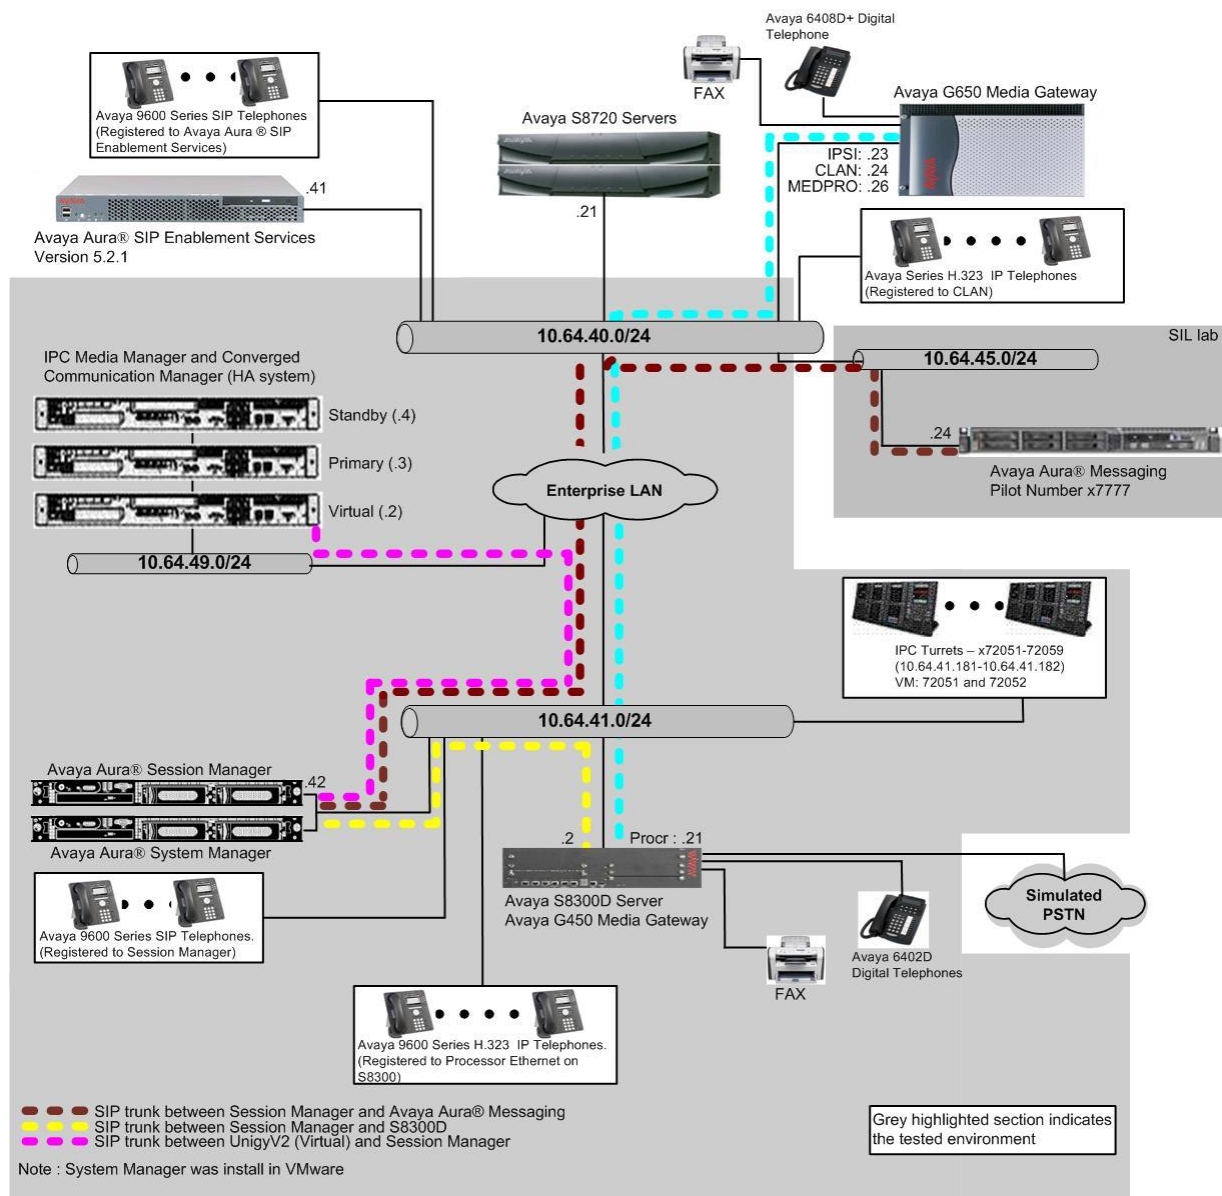 Avaya 6408D+ Digital
Telephone
FAX
Avaya G650 Media Gateway
Avaya 9600 Series SIP Telephones
(Registered to Avaya Aura ® SIP
Enablement Services)
Avaya S8720 Servers
IPSI: .23
CLAN: .24
MEDPRO: .26
AVAYA
.41
.21
AVAYA
Avaya Aura® SIP Enablement Services
Version 5.2.1
Avaya Series H.323 IP Telephones
(Registered to CLAN)
10.64.40.0/24
SIL lab
10.64.45.0/24
IPC Media Manager and Converged
Communication Manager (HA system)
Standby (.4)
Primary (.3)
Virtual (.2)
.24
Avaya Aura® Messaging
Pilot Number x7777
Enterprise LAN
10.64.49.0/24
IPC Turrets – x72051-72059
(10.64.41.181-10.64.41.182)
VM: 72051 and 72052
10.64.41.0/24
Avaya Aura® Session Manager
.42
Avaya Aura® System Manager
.2
Procr : .21
AVAYA
Avaya S8300D Server
Avaya G450 Media Gateway
Simulated
PSTN
Avaya 9600 Series SIP Telephones.
(Registered to Session Manager)
Avaya 6402D
Digital Telephones
FAX
Avaya 9600 Series H.323 IP Telephones.
(Registered to Processor Ethernet on
S8300)
SIP trunk between Session Manager and Avaya Aura® Messaging
SIP trunk between Session Manager and S8300D
SIP trunk between UnigyV2 (Virtual) and Session Manager
Grey highlighted section indicates
the tested environment
Note : System Manager was install in VMware